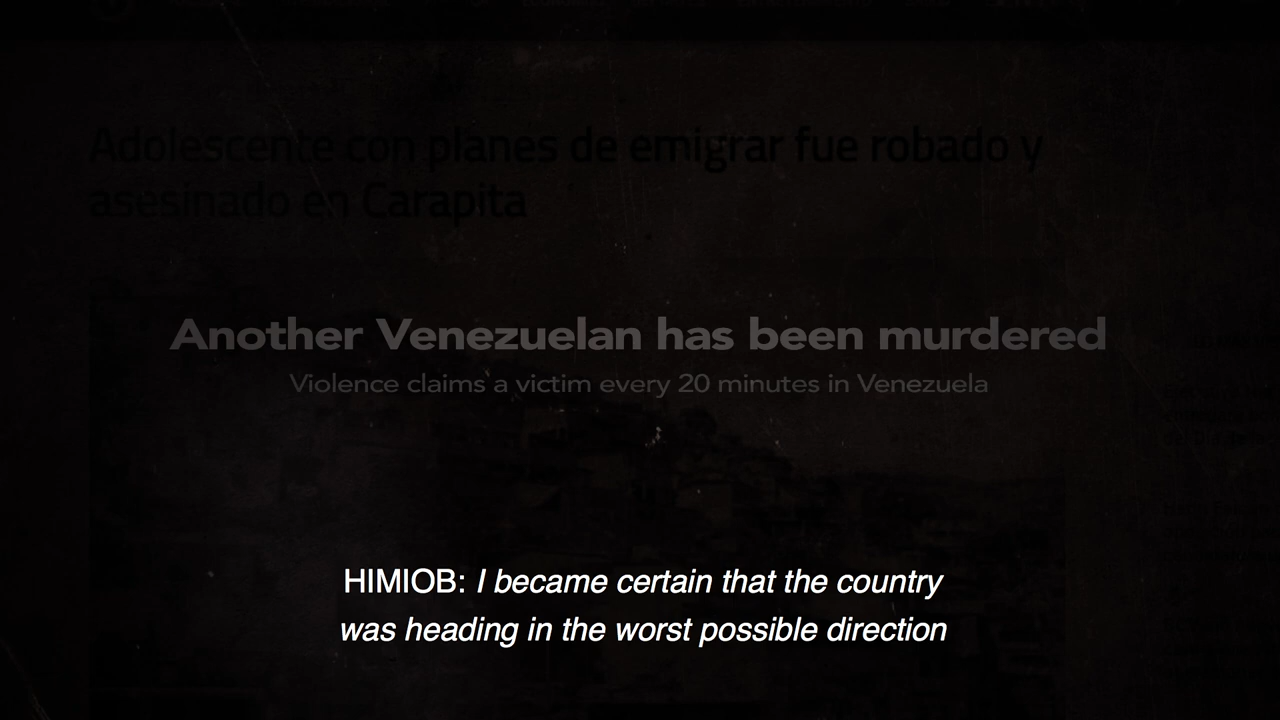 Adolescente con planes de emigrar fue robado y
asesinado en Carapita
Another Venezuelan has been murdered
Violence claims a victim every 20 minutes in Venezuela
HIMIOB: I became certain that the country
was heading in the worst possible direction